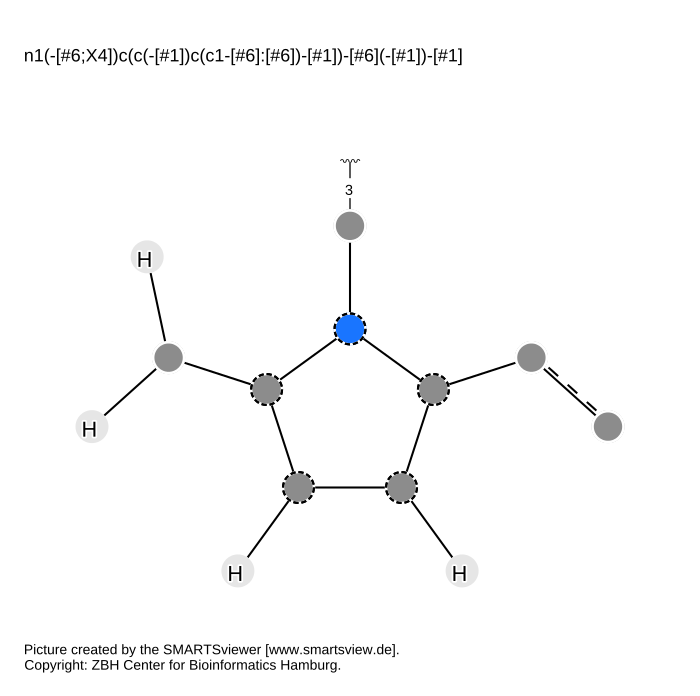 n1(-[#6;X4])c(c(-[#1])c(c1-[#6]:[#6])-[#1])-[#6](-[#1])-[#1]
3
H
H
H
H
Picture created by the SMARTSviewer [www.smartsview.de].
Copyright: ZBH Center for Bioinformatics Hamburg.